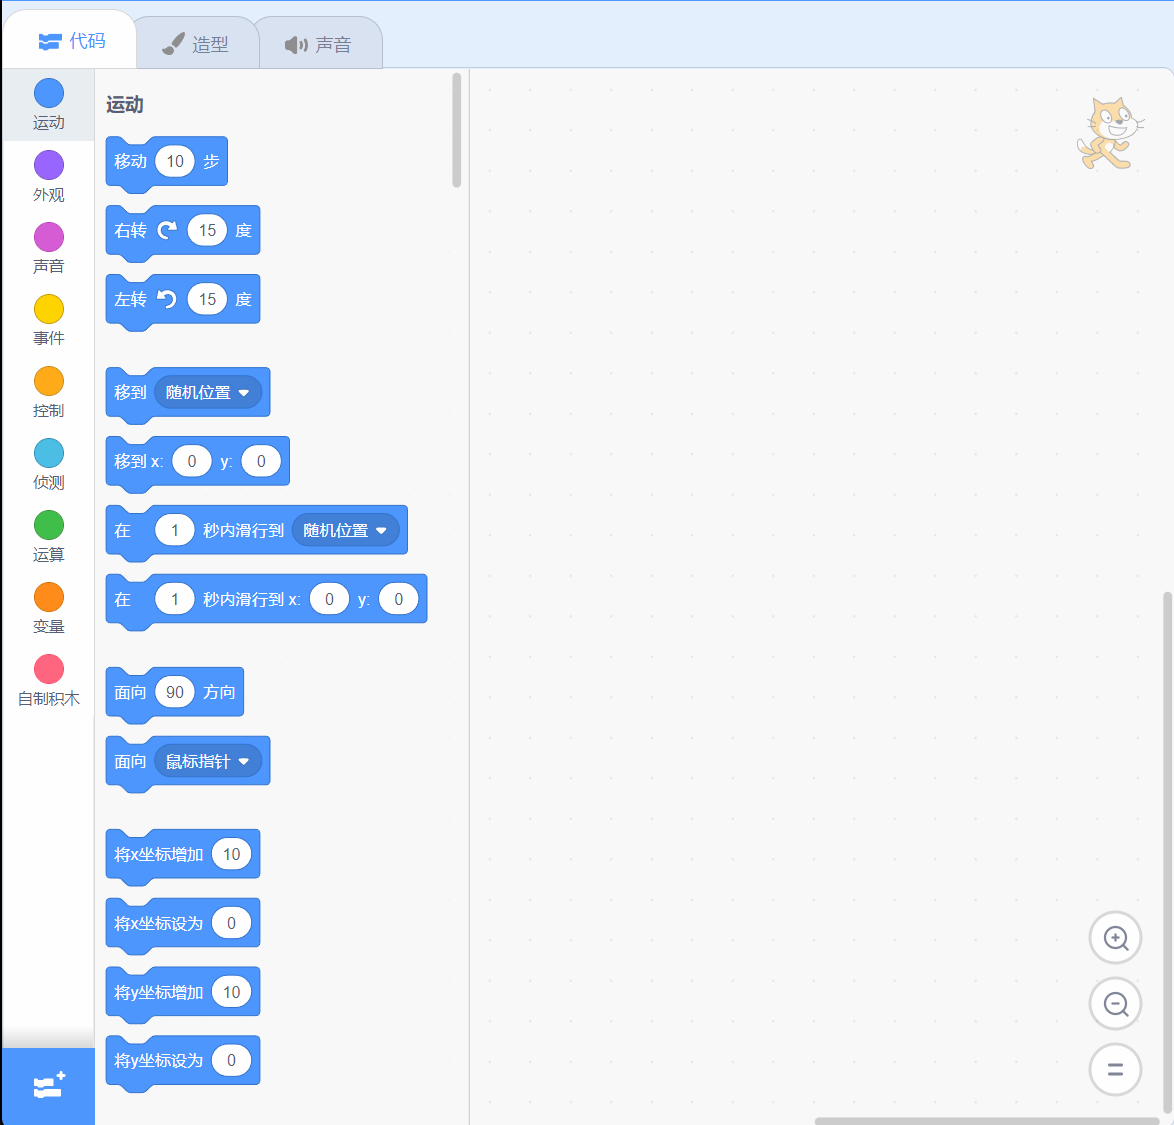 代码 造型 声音
运动
外观
声音
事件
控制
侦测
运算
变量
自制积木
运动
移动 10 步
右转 15 度
左转 15 度
移到 随机位置
移到 x: 0 y: 0
在 1 秒内滑行到 随机位置
在 1 秒内滑行到 x: 0 y: 0
面向 90 方向
面向 鼠标指针
将x坐标增加 10
将x坐标设为 0
将y坐标增加 10
将y坐标设为 0